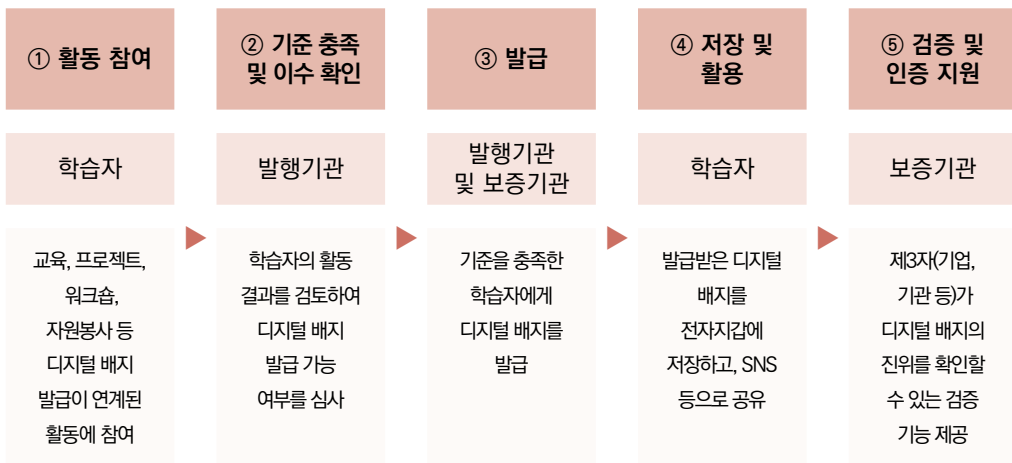 ① 활동 참여
② 기준 충족
및 이수 확인
③ 발급
④ 저장 및
활용
⑤ 검증 및
인증 지원
학습자
발행기관
발행기관
및 보증기관
학습자
보증기관
교육, 프로젝트,
워크숍,
자원봉사 등
디지털 배지
발급이 연계된
활동에 참여
학습자의 활동
결과를 검토하여
디지털 배지
발급 가능
여부를 심사
기준을 충족한
학습자에게
디지털 배지를
발급
발급받은 디지털
배지를
전자지갑에
저장하고, SNS
등으로 공유
제3자(기업,
기관 등)가
디지털 배지의
진위를 확인할
수 있는 검증
기능 제공